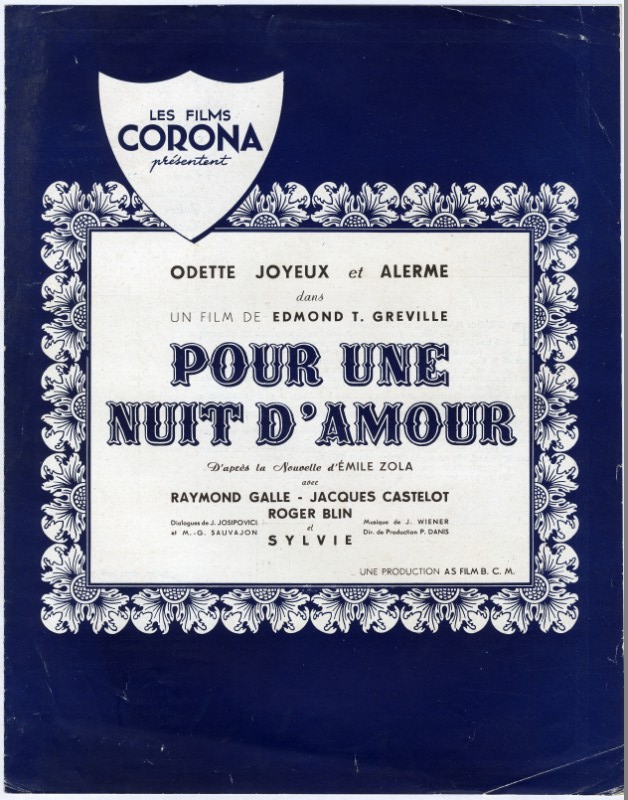 LES FILMS
CORONA
présentent
ODETTE JOYEUX et ALERME
dans
UN FILM DE EDMOND T. GREVILLE
POUR UNE
NUIT D'AMOUR
D'après la Nouvelle d'ÉMILE ZOLA
avec
RAYMOND GALLE - JACQUES CASTELOT
ROGER BLIN
Dialogues de J. JOSIPOVICI
et M.-G. SAUVAJON
et
Musique de J. WIENER
Dir. de Production P. DANIS
SYLVIE
UNE PRODUCTION AS FILM B. C. M.